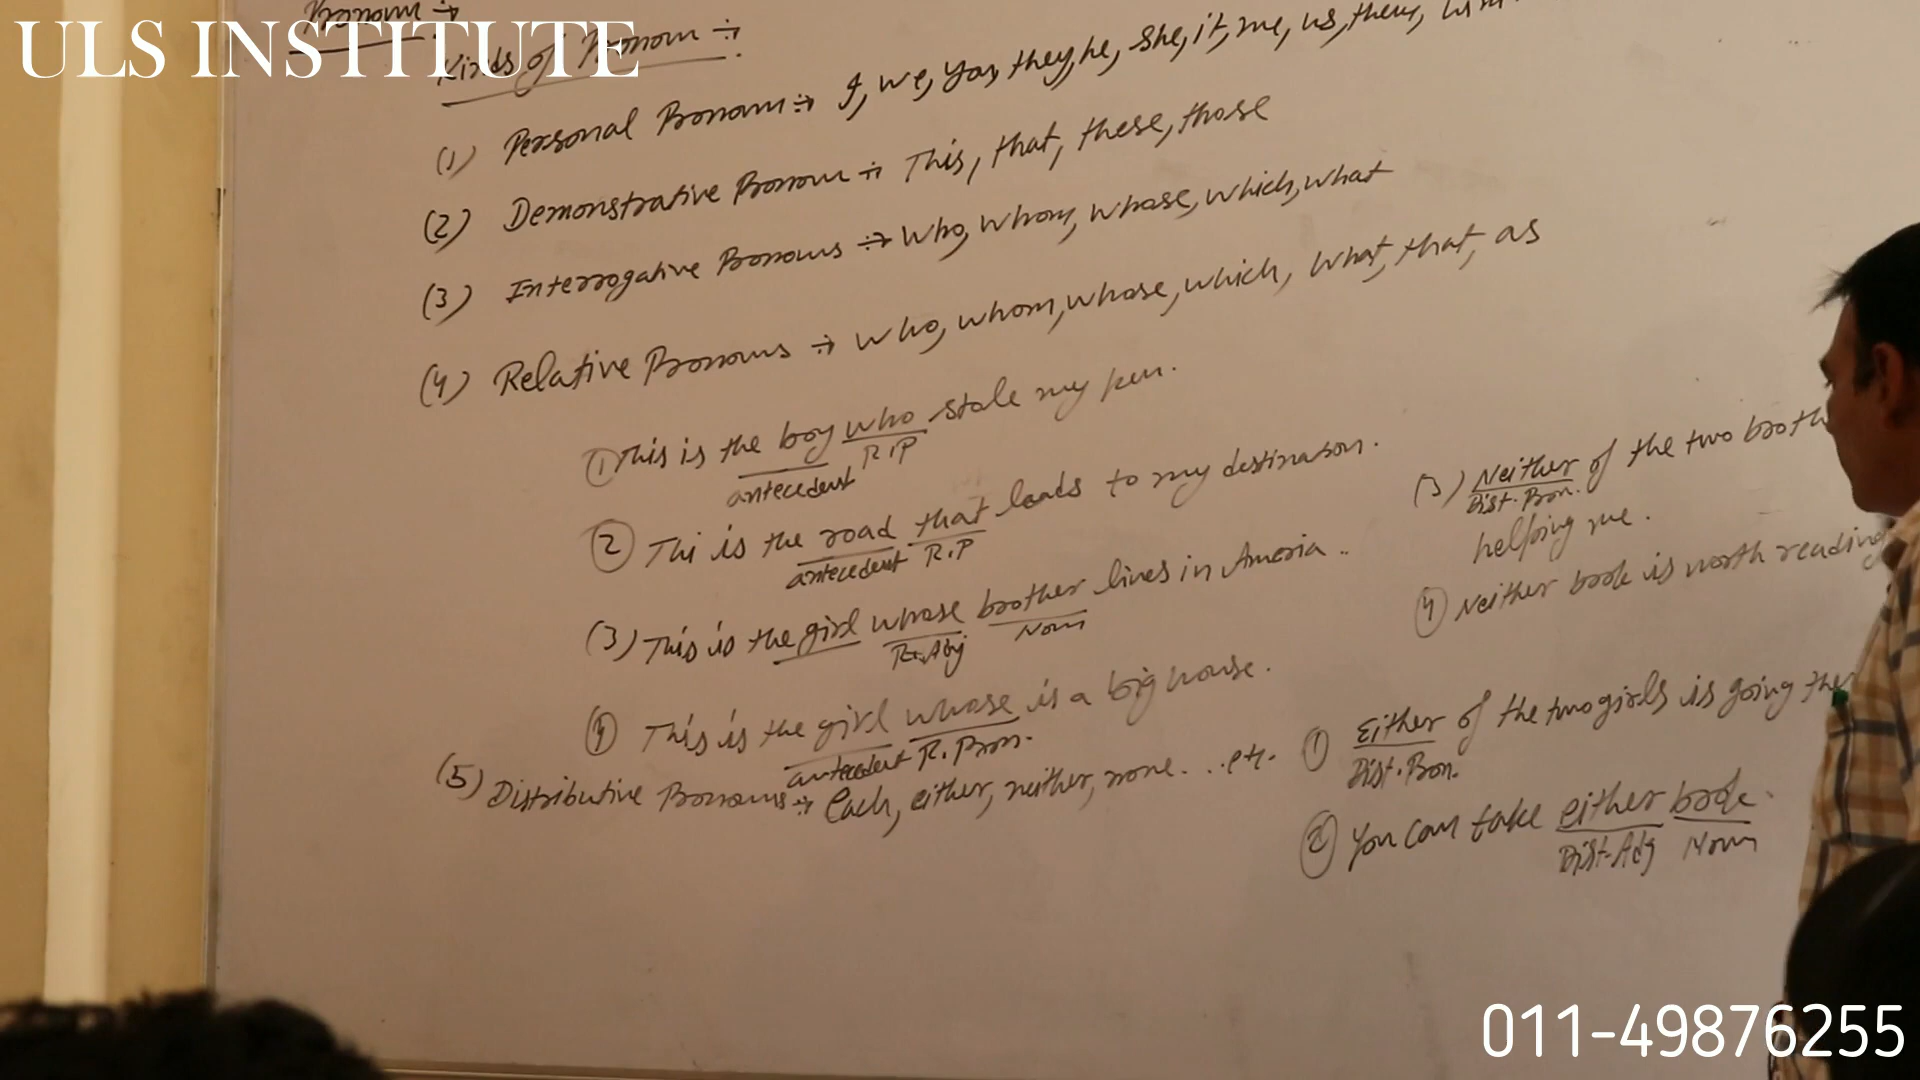 Pronoun :→
ULS INSTITUTE
Kinds of Pronoun :→
(1) Personal Pronoun :→ I, we, you, they, he, she, it, me, us, them, him
(2) Demonstrative Pronoun :→ This, that, these, those
(3) Interrogative Pronouns :→ Who, whom, whose, which, what
(4) Relative Pronouns :→ who, whom, whose, which, what, that, as
① This is the boy who stole my pen.
antecedent R.P
② Thi is the road that leads to my destination.
antecedent R.P
(3) This is the girl whose brother lives in America ..
R.Adj Noun
④ This is the girl whose is a big house.
antecedent R. Pron.
(5) Distributive Pronouns :→ Each, either, neither, none. .. etc.
(3) Neither of the two broth
Dist. Pron.
helping me.
④ Neither book is worth reading
① Either of the two girls is going the
Dist. Pron.
② You can take either book.
Dist. Adj Noun
011-49876255